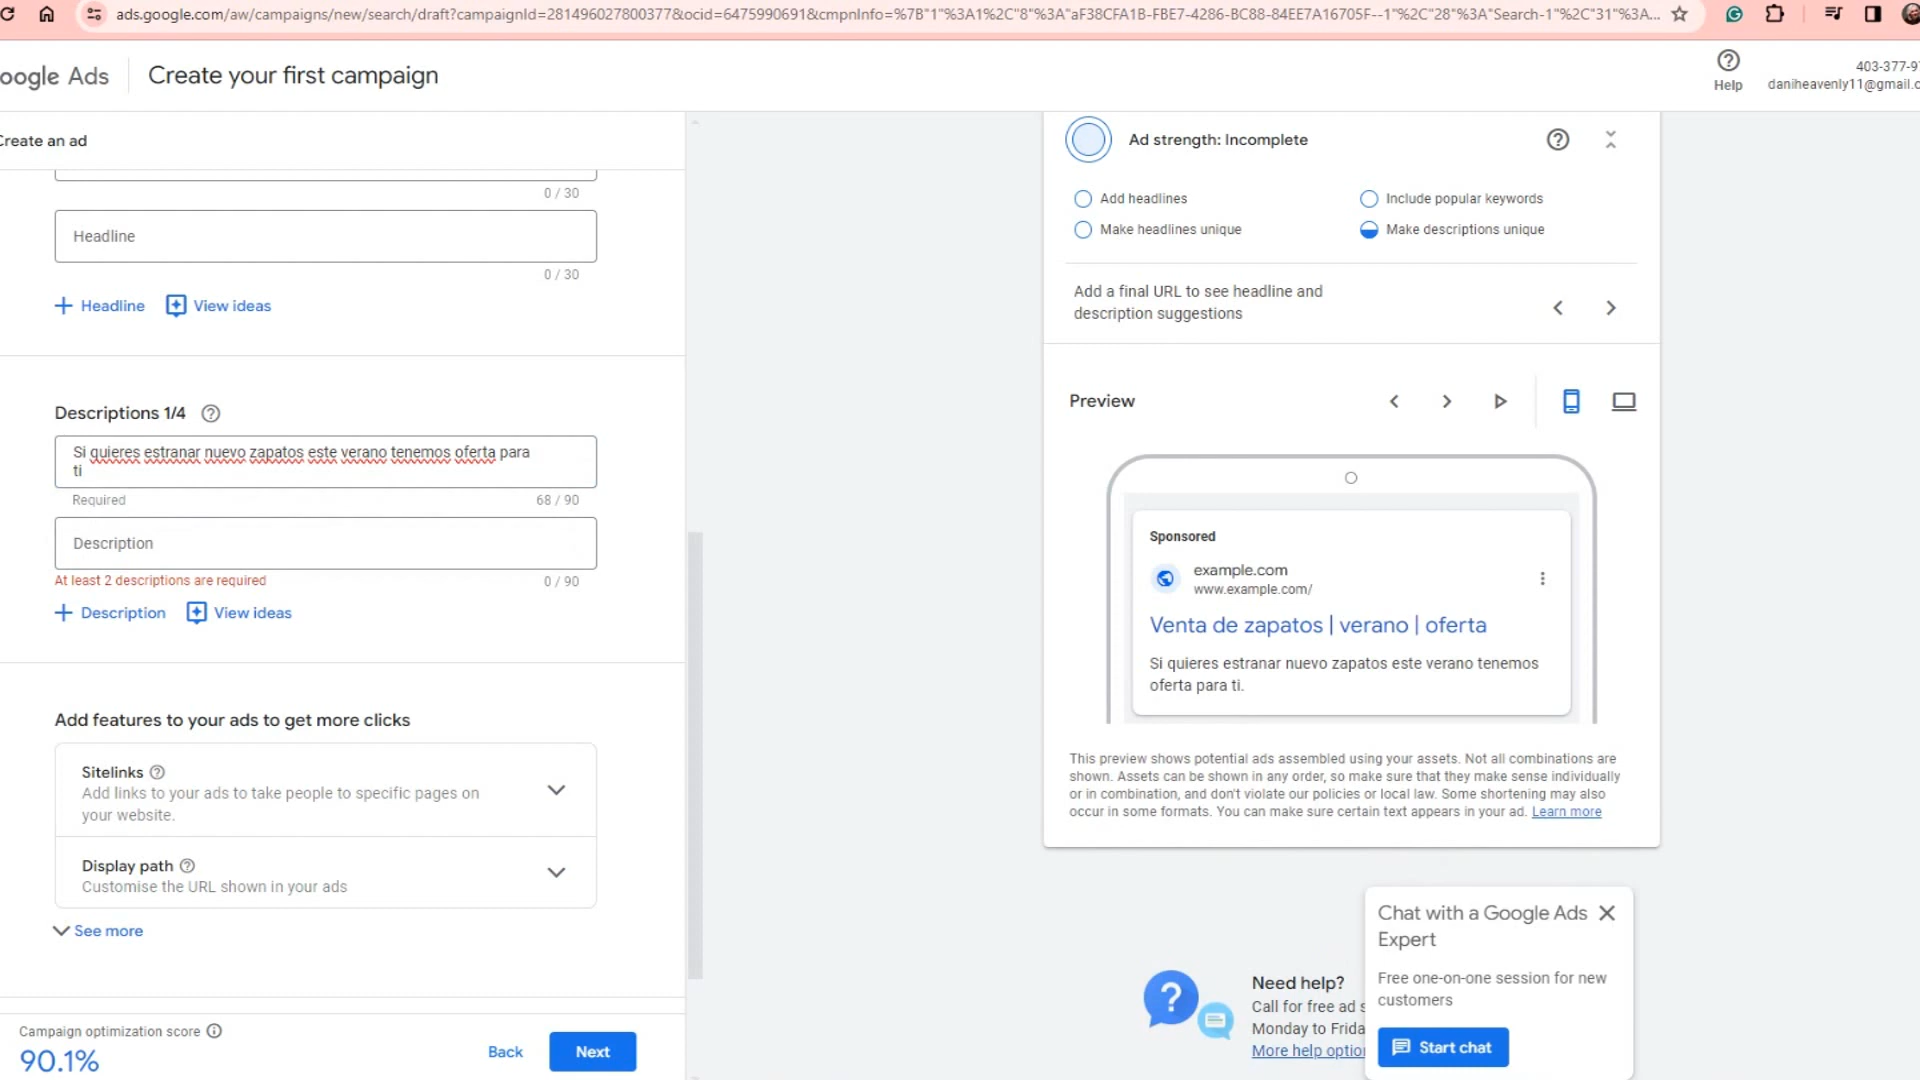 ads.google.com/aw/campaigns/new/search/draft?campaignId=281496027800377&ocid=6475990691&cmpnInfo=%7B"1"%3A1%2C"8"%3A"aF38CFA1B-FBE7-4286-BC88-84EE7A16705F--1"%2C"28"%3A"Search-1"%2C"31"%3A...
oogle Ads
Create your first campaign
Help
403-377-97
daniheavenly11@gmail.c
Create an ad
0 / 30
Headline
0 / 30
Headline
View ideas
Descriptions 1/4
Si quieres estranar nuevo zapatos este verano tenemos oferta para
ti
Required
68 / 90
Description
At least 2 descriptions are required
0 / 90
Description
View ideas
Add features to your ads to get more clicks
Sitelinks
Add links to your ads to take people to specific pages on
your website.
Display path
Customise the URL shown in your ads
See more
Campaign optimization score
90.1%
Back
Next
Ad strength: Incomplete
Add headlines
Include popular keywords
Make headlines unique
Make descriptions unique
Add a final URL to see headline and
description suggestions
Preview
Sponsored
example.com
www.example.com/
Venta de zapatos | verano | oferta
Si quieres estranar nuevo zapatos este verano tenemos
oferta para ti.
This preview shows potential ads assembled using your assets. Not all combinations are
shown. Assets can be shown in any order, so make sure that they make sense individually
or in combination, and don't violate our policies or local law. Some shortening may also
occur in some formats. You can make sure certain text appears in your ad. Learn more
Need help?
Call for free ad s
Monday to Frida
More help option
Chat with a Google Ads
Expert
Free one-on-one session for new
customers
Start chat